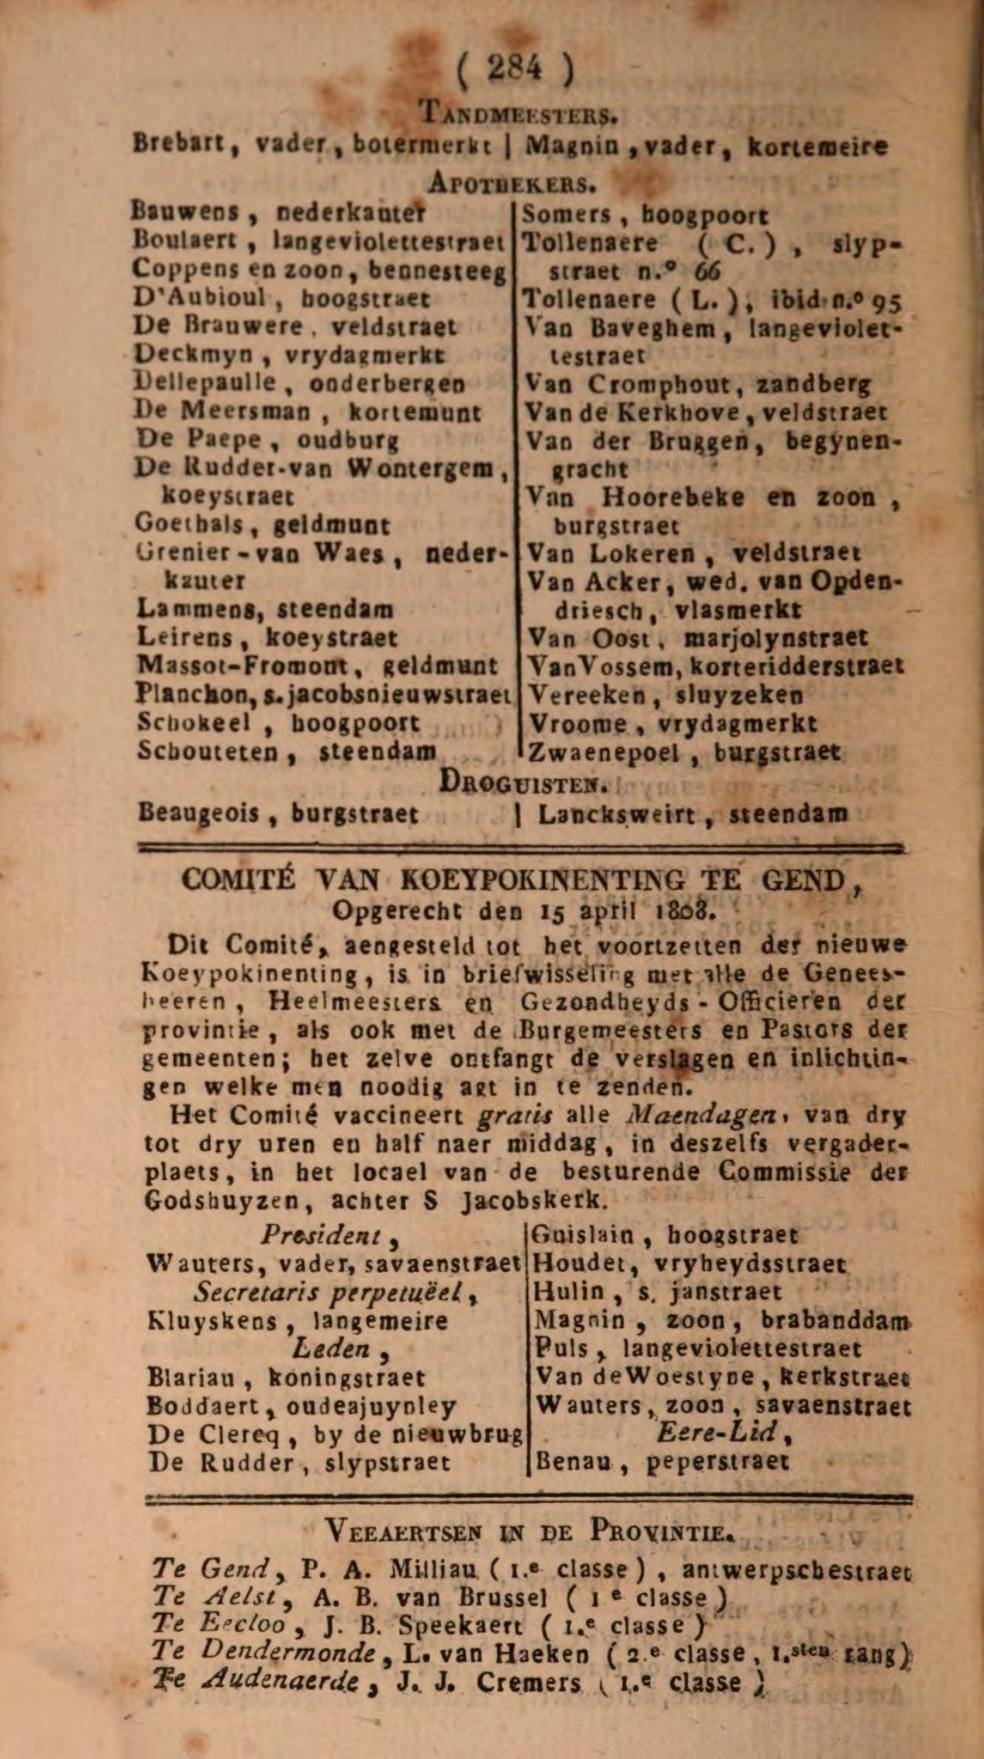 ( 284 )
TANDMEESTERS.
Brebart, vader, botermerkt | Magnin, vader, kortemeire
APOTHEKERS.
Bauwens, nederkauter
Boulaert, langeviolettestraet
Coppens en zoon, bennesteeg
D'Aubioul, hoogstraet
De Brauwere, veldstraet
Deckmyn, vrydagmerkt
Dellepaulle, onderbergen
De Meersman, kortemunt
De Paepe, oudburg
De Rudder-van Wontergem,
koeystraet
Goethals, geldmunt
Grenier-van Waes, neder-
kauter
Lammens, steendam
Leirens, koeystraet
Massot-Fromont, geldmunt
Planchon, s. jacobsnieuwstraet
Schokeel, hoogpoort
Schouteten, steendam
Somers, hoogpoort
Tollenaere (C.), slyp-
straet n.° 66
Tollenaere (L.), ibid. n.° 95
Van Baveghem, langeviolet-
testraet
Van Cromphout, zandberg
Van de Kerkhove, veldstraet
Van der Bruggen, begynen-
gracht
Van Hoorebeke en zoon,
burgstraet
Van Lokeren, veldstraet
Van Acker, wed. van Opden-
driesch, vlasmerkt
Van Oost, marjolynstraet
Van Vossem, korteridderstraet
Vereeken, sluyzeken
Vroome, vrydagmerkt
Zwaenepoel, burgstraet
DROGUISTEN.
Beaugeois, burgstraet | Lancksweirt, steendam
COMITÉ VAN KOEYPOKINENTING TE GEND,
Opgerecht den 15 april 1808.
Dit Comité, aengesteld tot het voortzetten der nieuwe
Koeypokinenting, is in briefwisseling met alle de Genees-
heeren, Heelmeesters en Gezondheyds-Officieren der
provintie, als ook met de Burgemeesters en Pastors der
gemeenten; het zelve ontfangt de verslagen en inlichtin-
gen welke men noodig agt in te zenden.
Het Comité vaccineert gratis alle Maendagen, van dry
tot dry uren en half naer middag, in deszelfs vergader-
plaets, in het locael van de besturende Commissie der
Godshuyzen, achter S Jacobskerk.
President,
Wauters, vader, savaenstraet
Secretaris perpetuëel,
Kluyskens, langemeire
Leden,
Blariau, koningstraet
Boddaert, oudeajuynley
De Clercq, by de nieuwbrug
De Rudder, slypstraet
Guislain, hoogstraet
Houdet, vryheydsstraet
Hulin, s. janstraet
Magnin, zoon, brabanddam
Puls, langeviolettestraet
Van de Woestyne, kerkstraet
Wauters, zoon, savaenstraet
Eere-Lid,
Benau, peperstraet
VEEAERTSEN IN DE PROVINTIE.
Te Gend, P. A. Milliau (1.e classe), antwerpschestraet
Te Aelst, A. B. van Brussel (1 e classe)
Te Eecloo, J. B. Speekaert (1.e classe)
Te Dendermonde, L. van Haeken (2.e classe, 1.sten rang)
Te Audenaerde, J. J. Cremers (1.e classe)